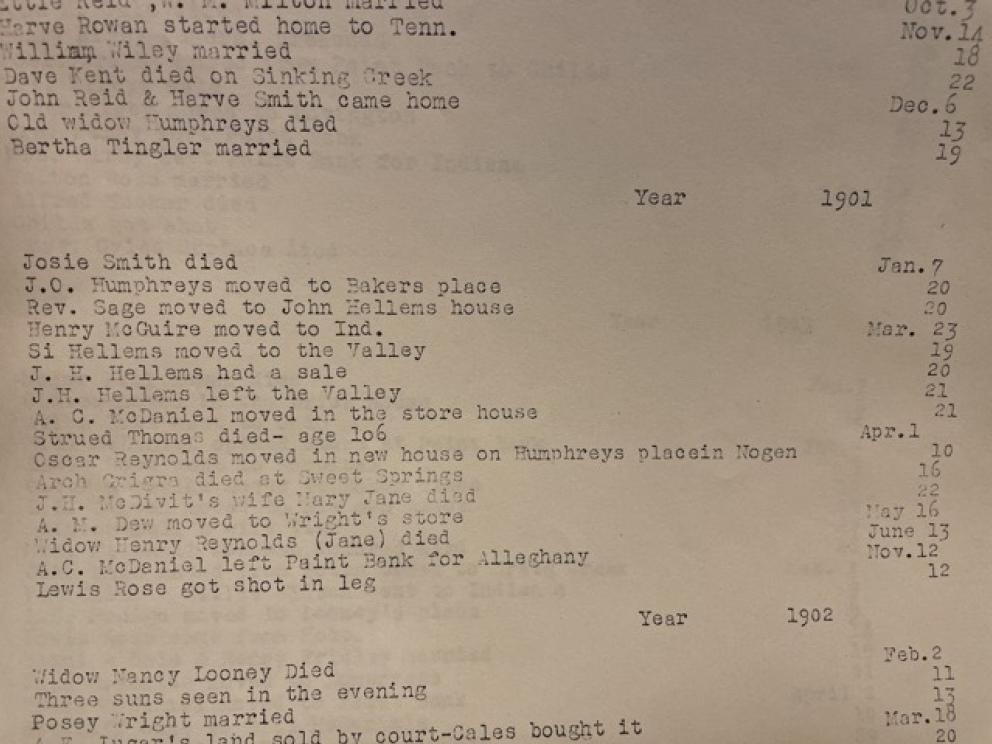 Ettie Reid ,W. M. Milton married Oct.3
Harve Rowan started home to Tenn. Nov.14
William Wiley married 18
Dave Kent died on Sinking Creek 22
John Reid & Harve Smith came home Dec.6
Old widow Humphreys died 13
Bertha Tingler married 19
Year 1901
Josie Smith died Jan.7
J.O. Humphreys moved to Bakers place 20
Rev. Sage moved to John Hellems house 20
Henry McGuire moved to Ind. Mar. 23
Si Hellems moved to the Valley 19
J. H. Hellems had a sale 20
J.H. Hellems left the Valley 21
A. C. McDaniel moved in the store house 21
Strued Thomas died- age 1o6 Apr.1
Oscar Reynolds moved in new house on Humphreys placein Nogen 10
Arch Crigra died at Sweet Springs 16
J.H. McDivit's wife Mary Jane died 22
A. M. Dew moved to Wright's store May 16
Widow Henry Reynolds (Jane) died June 13
A.C. McDaniel left Paint Bank for Alleghany Nov.12
Lewis Rose got shot in leg 12
Year 1902
Widow Nancy Looney Died Feb.2
Three suns seen in the evening 11
Posey Wright married 13
land sold by court-Cales bought it Mar.18
20